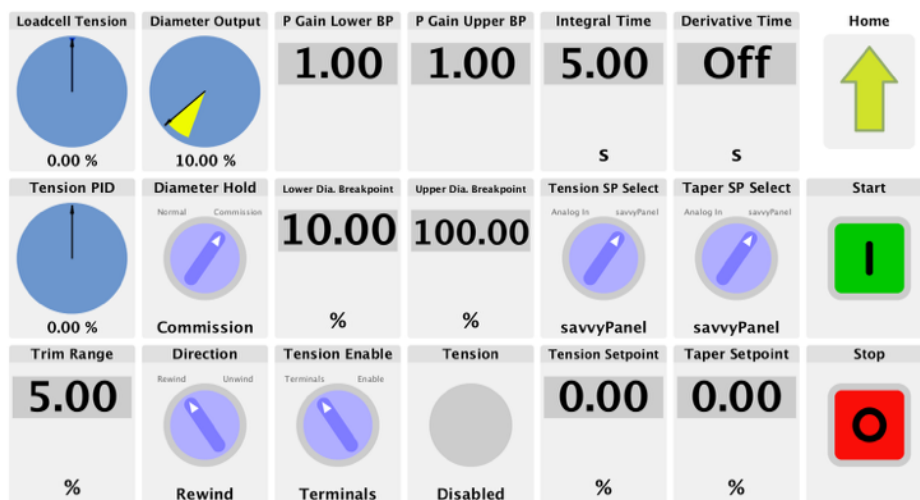 Loadcell Tension
Diameter Output
P Gain Lower BP
P Gain Upper BP
Integral Time
Derivative Time
Home
1.00
1.00
5.00
Off
0.00 %
10.00 %
s
s
Tension PID
Diameter Hold
Lower Dia. Breakpoint
Upper Dia. Breakpoint
Tension SP Select
Taper SP Select
Start
Normal
Commission
Analog In
savvyPanel
Analog In
savvyPanel
10.00
100.00
0.00 %
Commission
%
%
savvyPanel
savvyPanel
Trim Range
Direction
Tension Enable
Tension
Tension Setpoint
Taper Setpoint
Stop
5.00
Rewind
Unwind
Terminals
Enable
0.00
0.00
%
Rewind
Terminals
Disabled
%
%